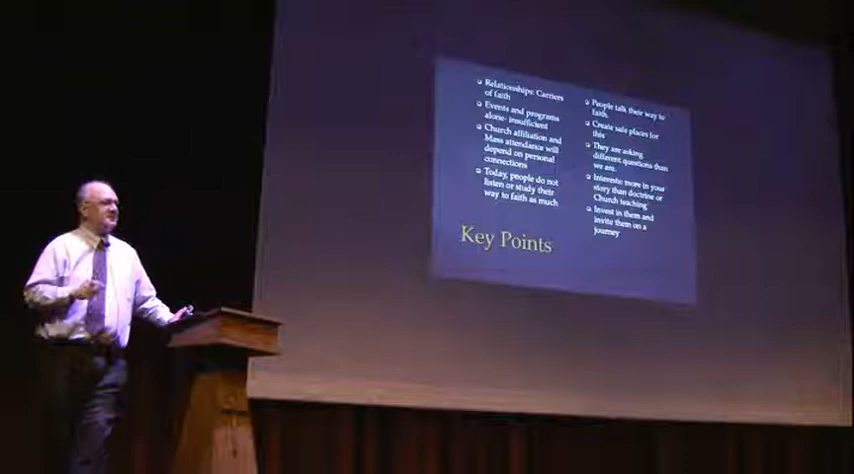 Relationships: Carriers
of faith
Events and programs
alone- insufficient
Church affiliation and
Mass attendance will
depend on personal
connections
Today, people do not
listen or study their
way to faith as much
People talk their way to
faith.
Create safe places for
this
They are asking
different questions than
we are.
Interests: more in your
story than doctrine or
Church teaching
Invest in them and
invite them on a
journey
Key Points